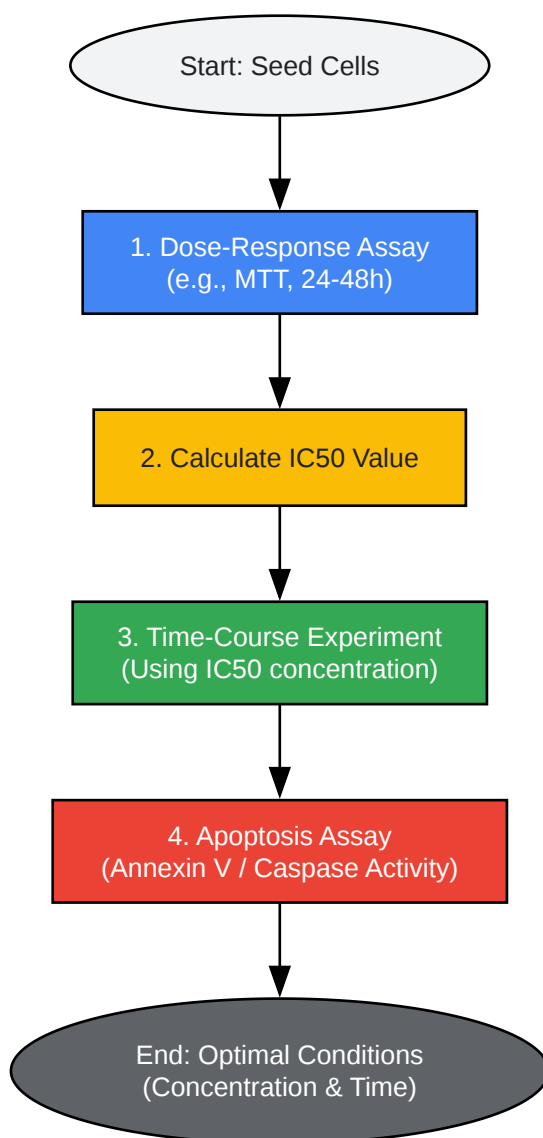 Start: Seed Cells
1. Dose-Response Assay
(e.g., MTT, 24-48h)
2. Calculate IC50 Value
3. Time-Course Experiment
(Using IC50 concentration)
4. Apoptosis Assay
(Annexin V / Caspase Activity)
End: Optimal Conditions
(Concentration & Time)